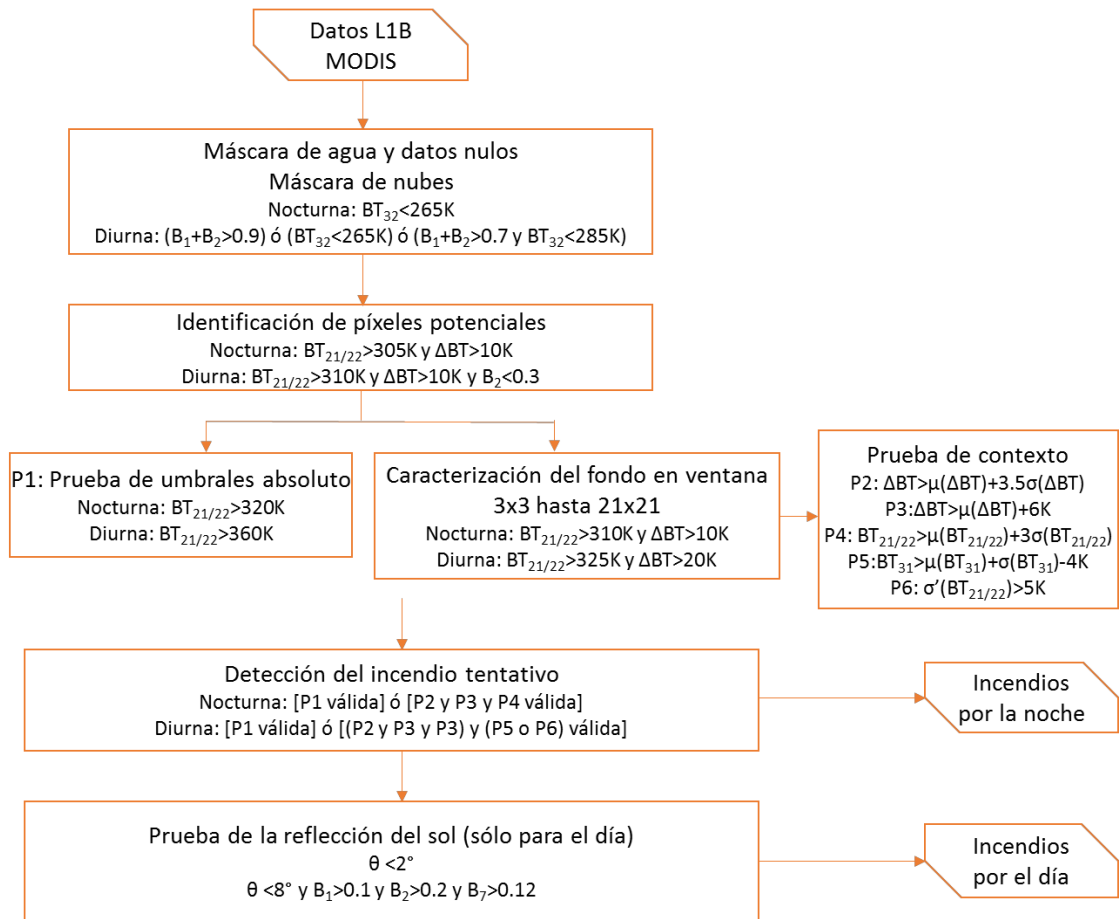 Datos L1B
MODIS
Máscara de agua y datos nulos
Máscara de nubes
Nocturna: BT₃₂<265K
Diurna: (B₁+B₂>0.9) ó (BT₃₂<265K) ó (B₁+B₂>0.7 y BT₃₂<285K)
Identificación de píxeles potenciales
Nocturna: BT₂₁/₂₂>305K y ΔBT>10K
Diurna: BT₂₁/₂₂>310K y ΔBT>10K y B₂<0.3
P1: Prueba de umbrales absoluto
Nocturna: BT₂₁/₂₂>320K
Diurna: BT₂₁/₂₂>360K
Caracterización del fondo en ventana
3x3 hasta 21x21
Nocturna: BT₂₁/₂₂>310K y ΔBT>10K
Diurna: BT₂₁/₂₂>325K y ΔBT>20K
Prueba de contexto
P2: ΔBT>μ(ΔBT)+3.5σ(ΔBT)
P3:ΔBT>μ(ΔBT)+6K
P4: BT₂₁/₂₂>μ(BT₂₁/₂₂)+3σ(BT₂₁/₂₂)
P5:BT₃₁>μ(BT₃₁)+σ(BT₃₁)-4K
P6: σ’(BT₂₁/₂₂)>5K
Detección del incendio tentativo
Nocturna: [P1 válida] ó [P2 y P3 y P4 válida]
Diurna: [P1 válida] ó [(P2 y P3 y P3) y (P5 o P6) válida]
Incendios
por la noche
Prueba de la reflección del sol (sólo para el día)
θ <2°
θ <8° y B₁>0.1 y B₂>0.2 y B₇>0.12
Incendios
por el día